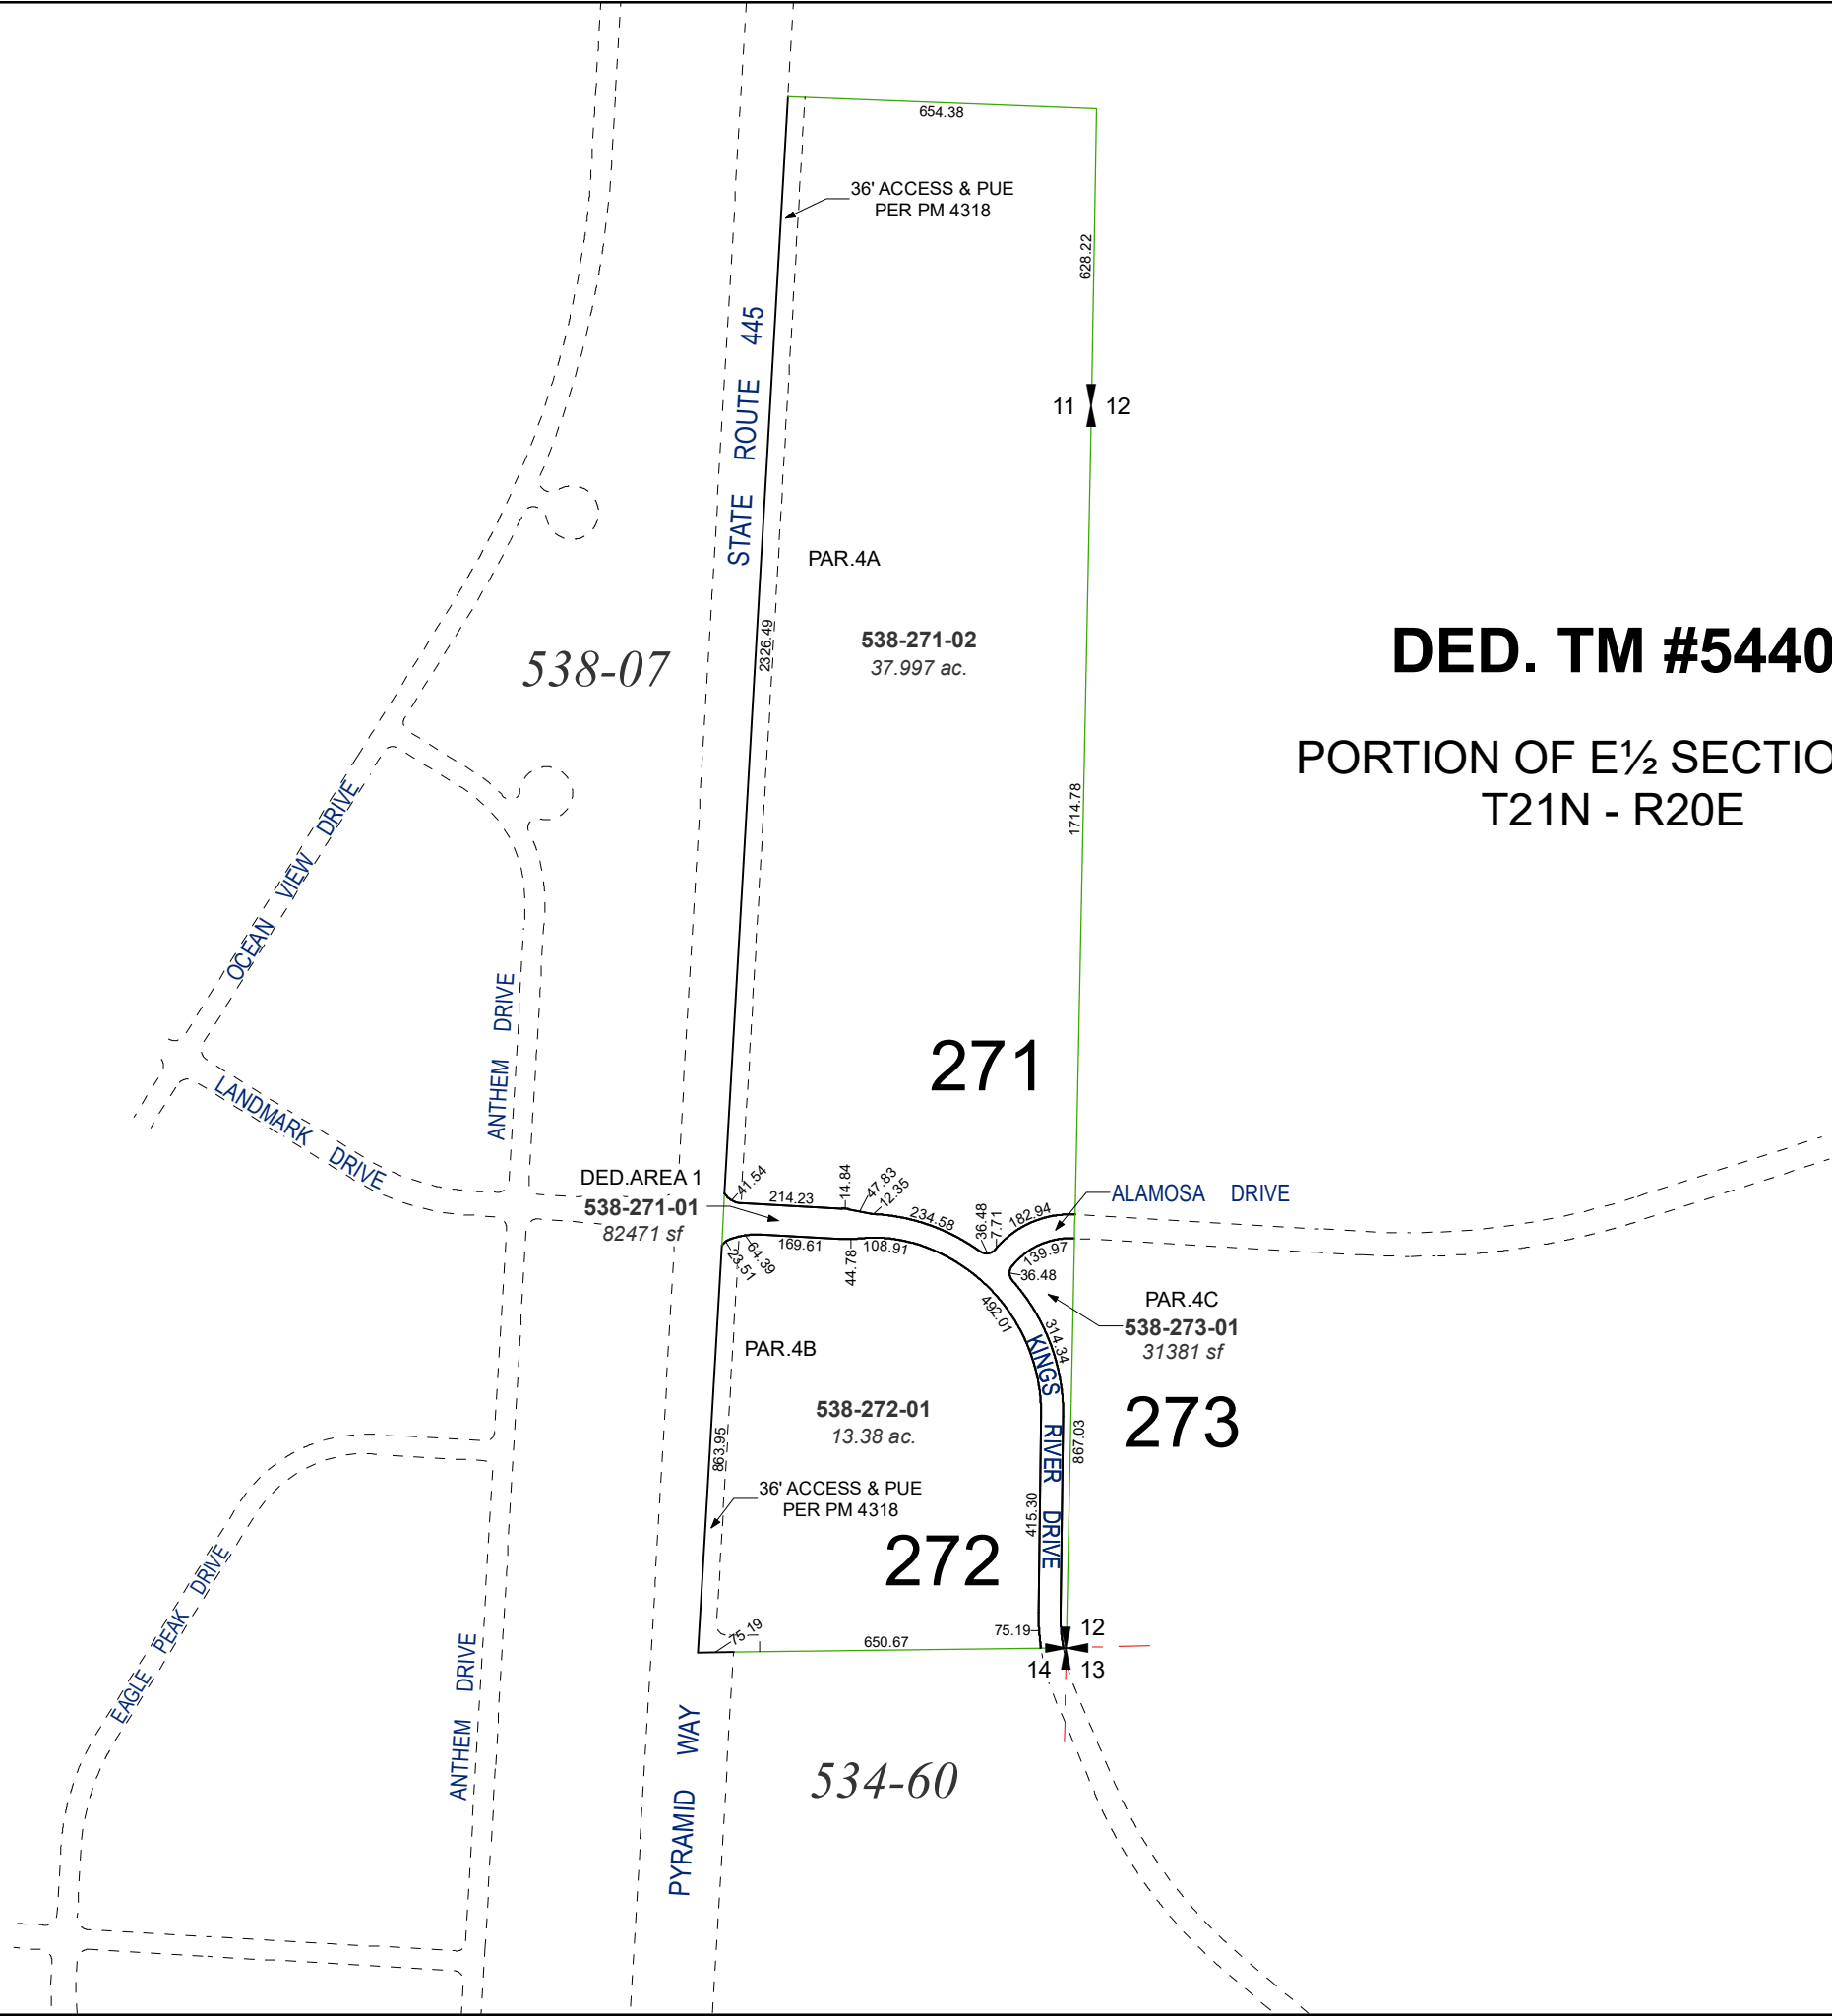 654.38
36' ACCESS & PUE
PER PM 4318
628.22
STATE ROUTE 445
11 12
PAR.4A
2326.49
538-271-02
37.997 ac.
538-07
DED. TM #5440
PORTION OF E½
T21N - R20E
1714.78
OCEAN VIEW DRIVE
ANTHEM DRIVE
271
LANDMARK DRIVE
DED.AREA 1
538-271-01
82471 sf
41.54
214.23
14.84
47.83
12.35
234.58
36.48
7.71
182.94
ALAMOSA DRIVE
23.51
64.39
169.61
44.78
108.91
139.97
36.48
492.01
314.34
PAR.4C
538-273-01
31381 sf
PAR.4B
KINGS RIVER DRIVE
538-272-01
13.38 ac.
273
863.95
867.03
36' ACCESS & PUE
PER PM 4318
415.30
272
EAGLE PEAK DRIVE
ANTHEM DRIVE
75.19
650.67
75.19
12
14 13
PYRAMID WAY
534-60